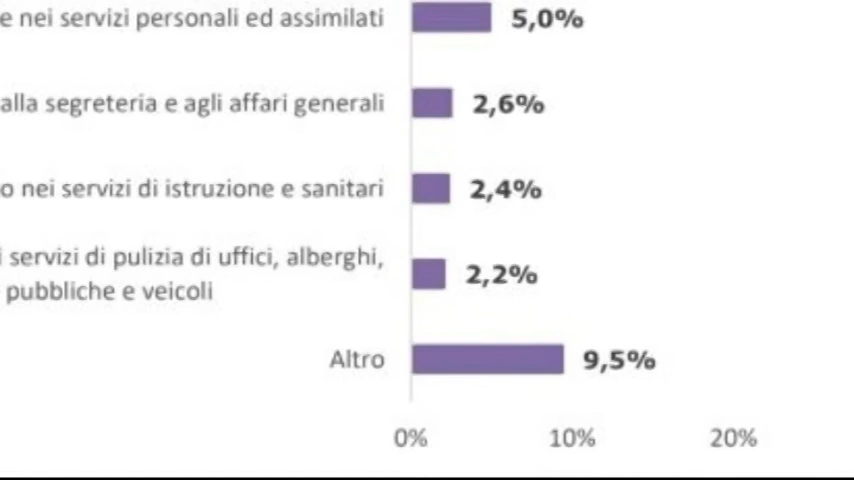 e nei servizi personali ed assimilati 5,0%
alla segreteria e agli affari generali 2,6%
o nei servizi di istruzione e sanitari 2,4%
i servizi di pulizia di uffici, alberghi,
pubbliche e veicoli 2,2%
Altro 9,5%
0% 10% 20%